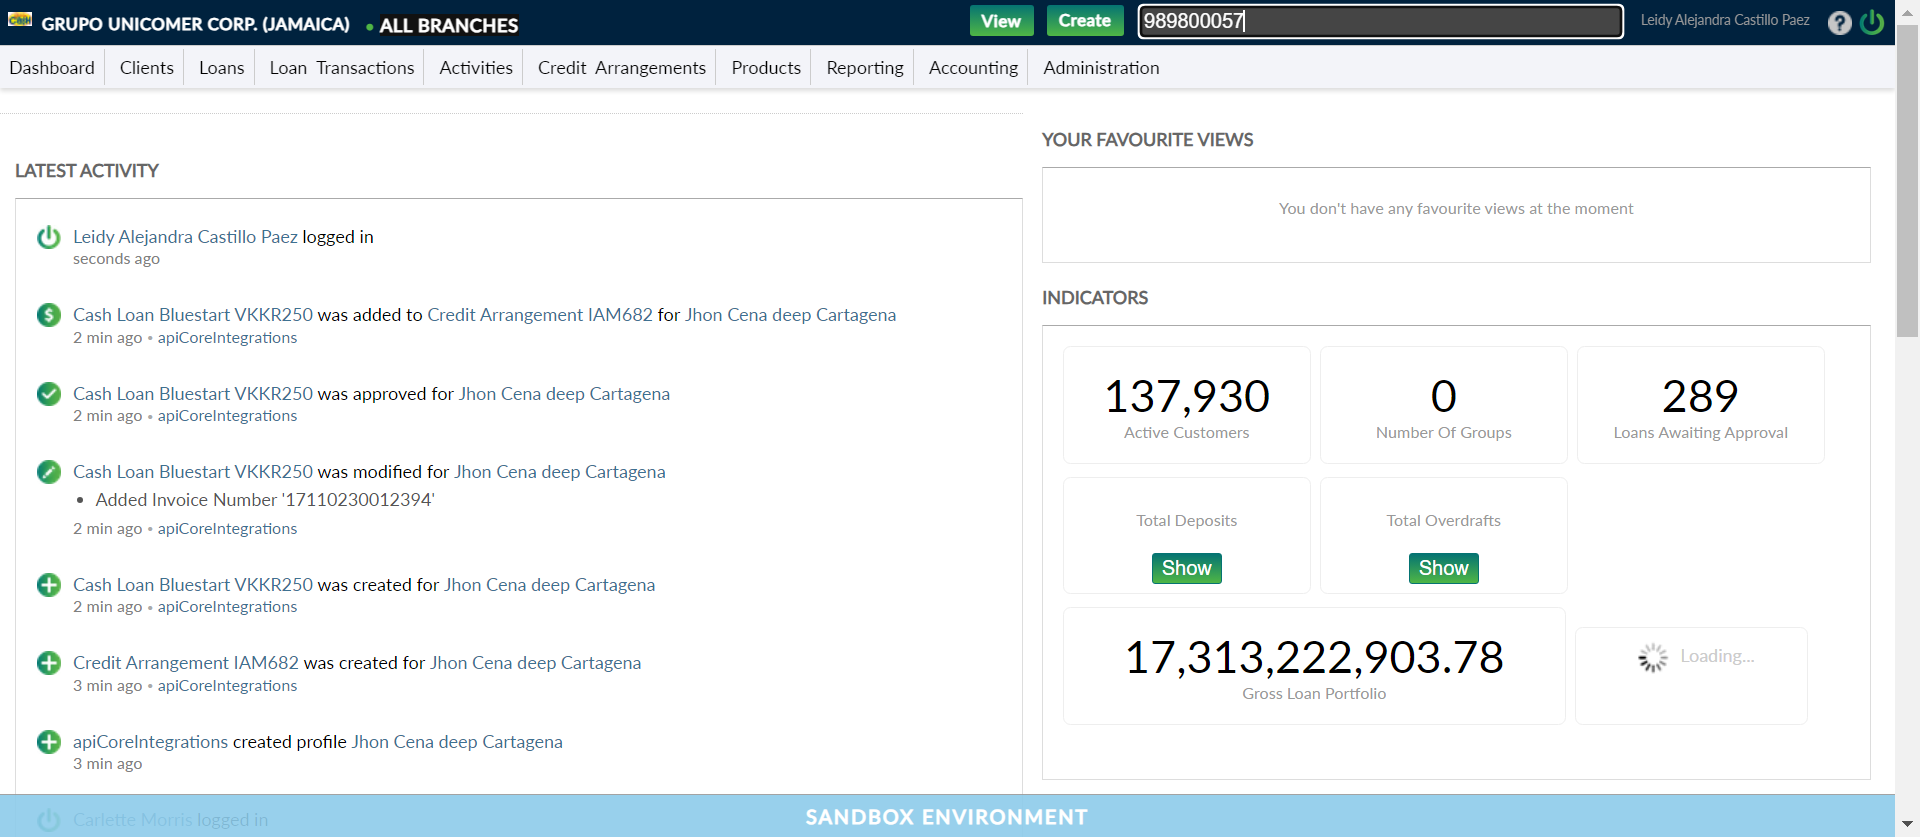 CASH
GRUPO UNICOMER CORP. (JAMAICA) • ALL BRANCHES
View Create 989800057 Leidy Alejandra Castillo Paez ?
Dashboard Clients Loans Loan Transactions Activities Credit Arrangements Products Reporting Accounting Administration
LATEST ACTIVITY
Leidy Alejandra Castillo Paez logged in
seconds ago
Cash Loan Bluestart VKKR250 was added to Credit Arrangement IAM682 for Jhon Cena deep Cartagena
2 min ago • apiCoreIntegrations
Cash Loan Bluestart VKKR250 was approved for Jhon Cena deep Cartagena
2 min ago • apiCoreIntegrations
Cash Loan Bluestart VKKR250 was modified for Jhon Cena deep Cartagena
• Added Invoice Number '17110230012394'
2 min ago • apiCoreIntegrations
Cash Loan Bluestart VKKR250 was created for Jhon Cena deep Cartagena
2 min ago • apiCoreIntegrations
Credit Arrangement IAM682 was created for Jhon Cena deep Cartagena
3 min ago • apiCoreIntegrations
apiCoreIntegrations created profile Jhon Cena deep Cartagena
3 min ago
Carlette Morris logged in
YOUR FAVOURITE VIEWS
You don't have any favourite views at the moment
INDICATORS
137,930
Active Customers
0
Number Of Groups
289
Loans Awaiting Approval
Total Deposits
Show
Total Overdrafts
Show
17,313,222,903.78
Gross Loan Portfolio
Loading...
SANDBOX ENVIRONMENT